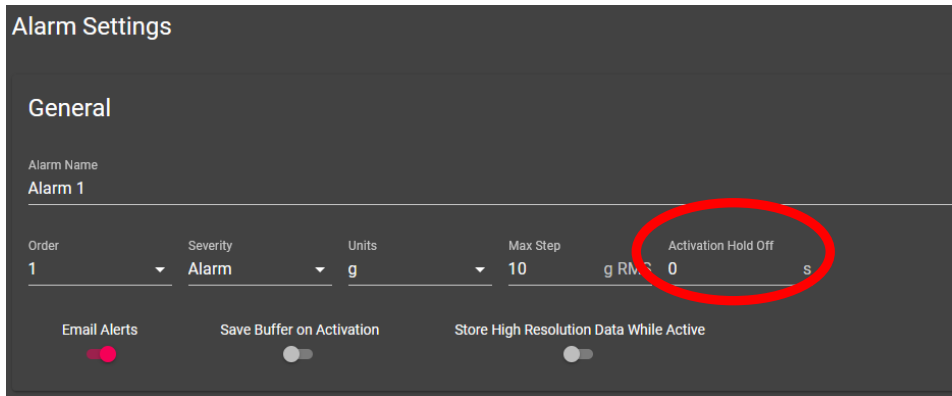 Alarm Settings
General
Alarm Name
Alarm 1
Order Severity Units Max Step Activation Hold Off
1 Alarm g 10 g RMS 0 s
Email Alerts Save Buffer on Activation Store High Resolution Data While Active